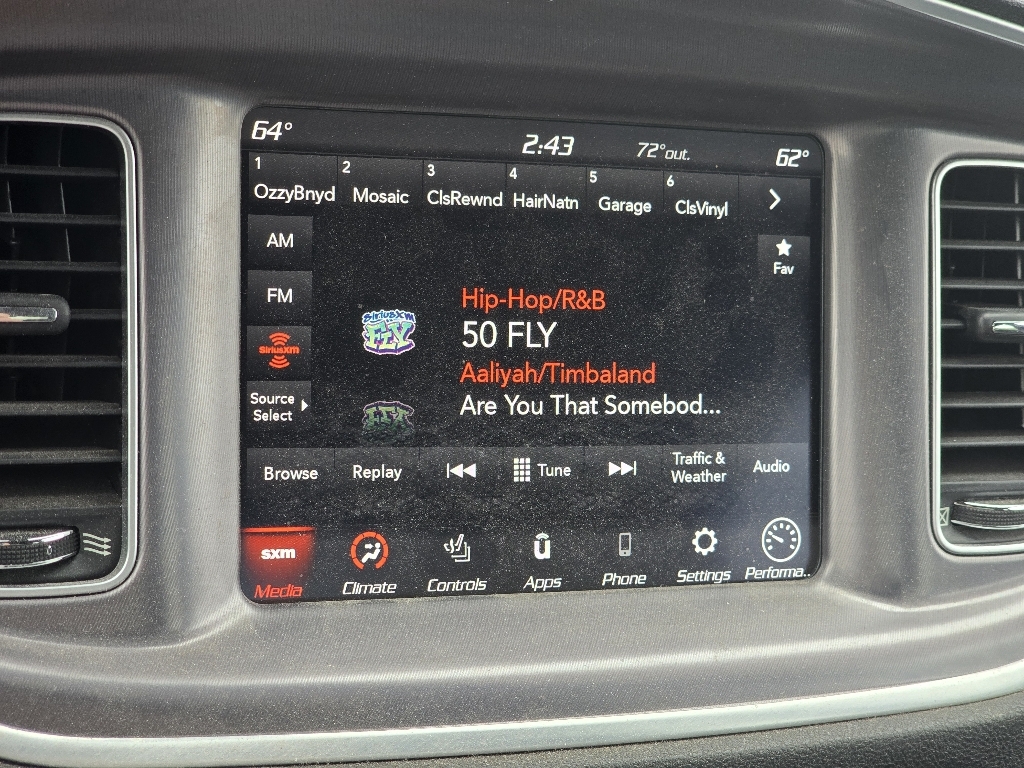 64°
2:43
72°out.
62°
1
OzzyBnyd
2
Mosaic
3
ClsRewnd
4
HairNatn
5
Garage
6
ClsVinyl
AM
FM
SiriusXM
Source
Select
Fav
SiriusXM
FLY
Hip-Hop/R&B
50 FLY
Aaliyah/Timbaland
Are You That Somebod...
Browse
Replay
Tune
Traffic &
Weather
Audio
sxm
Media
Climate
Controls
Apps
Phone
Settings
Performa..